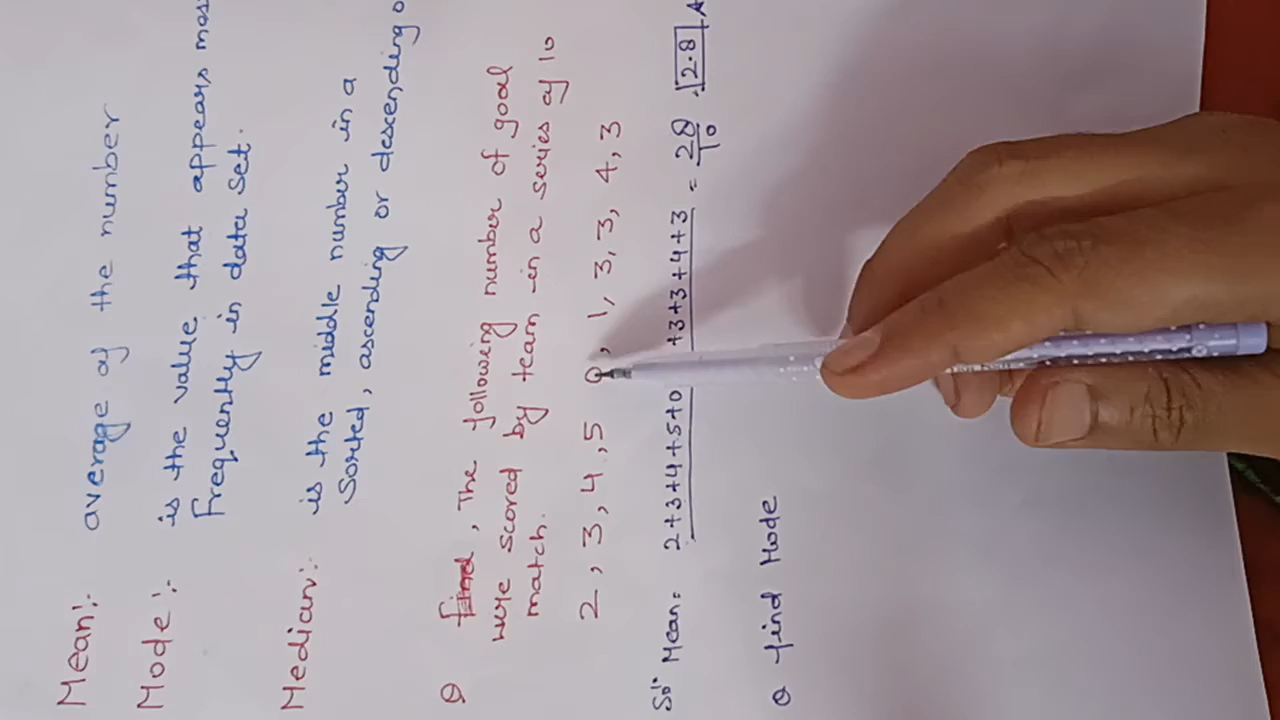 Mean:- average of the number
Mode:- is the value that appears mos
frequently in data set.
Median:- is the middle number in a
Sorted, ascending or descending o
Q find, The following number of goal
were scored by team in a series of 10
match.
2, 3, 4, 5 0, 1, 3, 3, 4, 3
Solⁿ Mean = 2+3+4+5+0 +3+3+4+3 = 28/10 . 2.8 A
Q find Mode